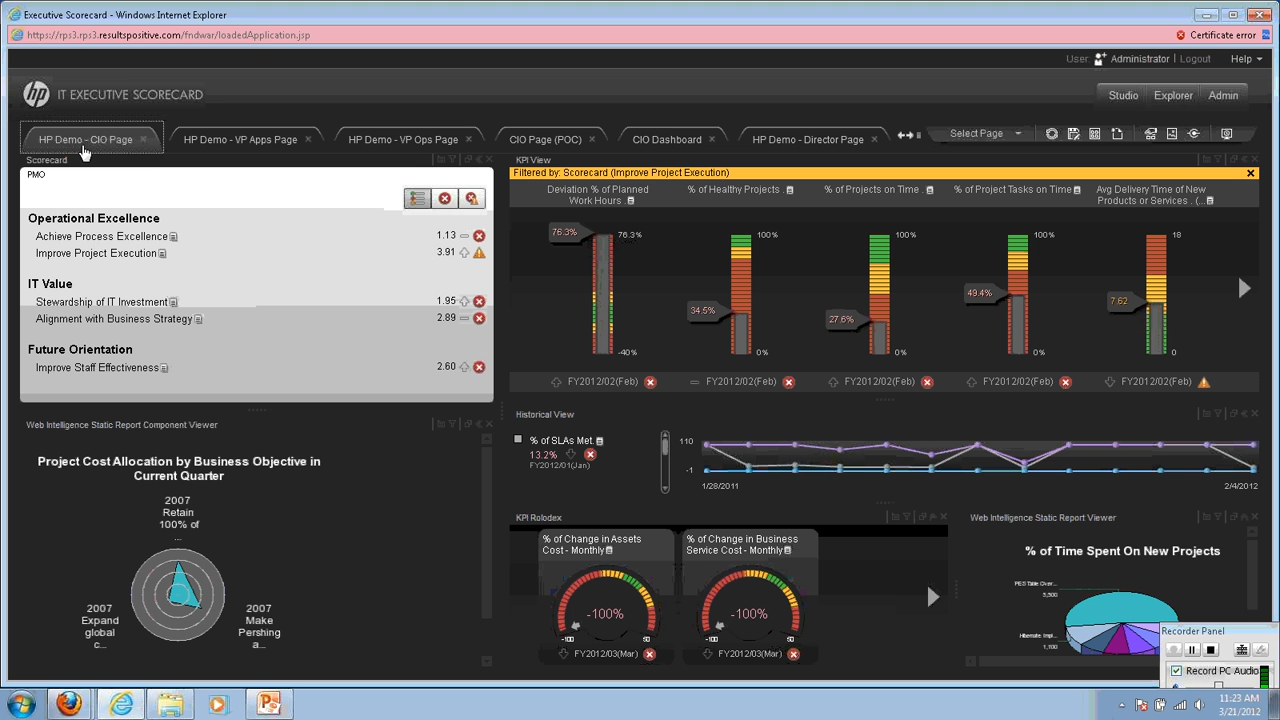 Executive Scorecard - Windows Internet Explorer
https://rps3.rps3.resultspositive.com/fndwar/loadedApplication.jsp
Certificate error
User: Administrator | Logout Help
hp IT EXECUTIVE SCORECARD
Studio Explorer Admin
HP Demo - CIO Page
HP Demo - VP Apps Page
HP Demo - VP Ops Page
CIO Page (POC)
CIO Dashboard
HP Demo - Director Page
Select Page
Scorecard
PMO
Operational Excellence
Achieve Process Excellence 1.13
Improve Project Execution 3.91
IT Value
Stewardship of IT Investment 1.95
Alignment with Business Strategy 2.89
Future Orientation
Improve Staff Effectiveness 2.60
KPI View
Filtered by: Scorecard (Improve Project Execution)
Deviation % of Planned
Work Hours
76.3%
76.3%
-40%
FY2012/02(Feb)
% of Healthy Projects .
100%
34.5%
0%
FY2012/02(Feb)
% of Projects on Time .
100%
27.6%
0%
FY2012/02(Feb)
% of Project Tasks on Time
100%
49.4%
0%
FY2012/02(Feb)
Avg Delivery Time of New
Products or Services . (...
18
7.62
0
FY2012/02(Feb)
Historical View
% of SLAs Met.
13.2%
FY2012/01(Jan)
110
-1
1/28/2011
2/4/2012
Web Intelligence Static Report Component Viewer
Project Cost Allocation by Business Objective in
Current Quarter
2007
Retain
100% of
...
2007
Expand
global
c...
2007
Make
Pershing
a...
KPI Rolodex
% of Change in Assets
Cost - Monthly
-100%
-100
50
FY2012/03(Mar)
% of Change in Business
Service Cost - Monthly
-100%
-100
50
FY2012/03(Mar)
Web Intelligence Static Report Viewer
% of Time Spent On New Projects
PES Table Over...
Hibernate Impl...
1,100
Recorder Panel
Record PC Audio
11:23 AM
3/21/2012